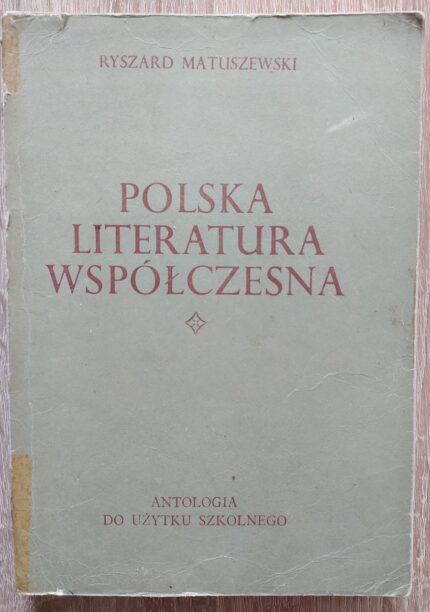 RYSZARD MATUSZEWSKI
POLSKA
LITERATURA
WSPÓŁCZESNA
ANTOLOGIA
DO UŻYTKU SZKOLNEGO